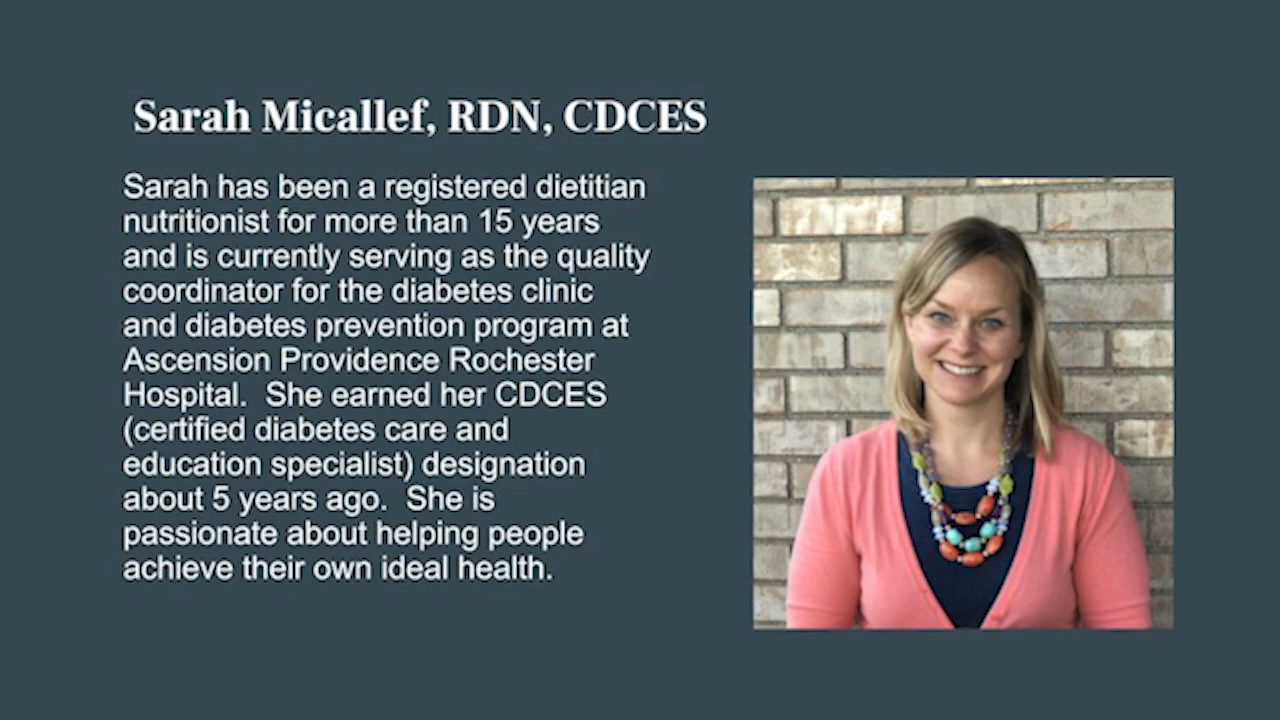 Sarah Micallef, RDN, CDCES
Sarah has been a registered dietitian
nutritionist for more than 15 years
and is currently serving as the quality
coordinator for the diabetes clinic
and diabetes prevention program at
Ascension Providence Rochester
Hospital.  She earned her CDCES
(certified diabetes care and
education specialist) designation
about 5 years ago.  She is
passionate about helping people
achieve their own ideal health.